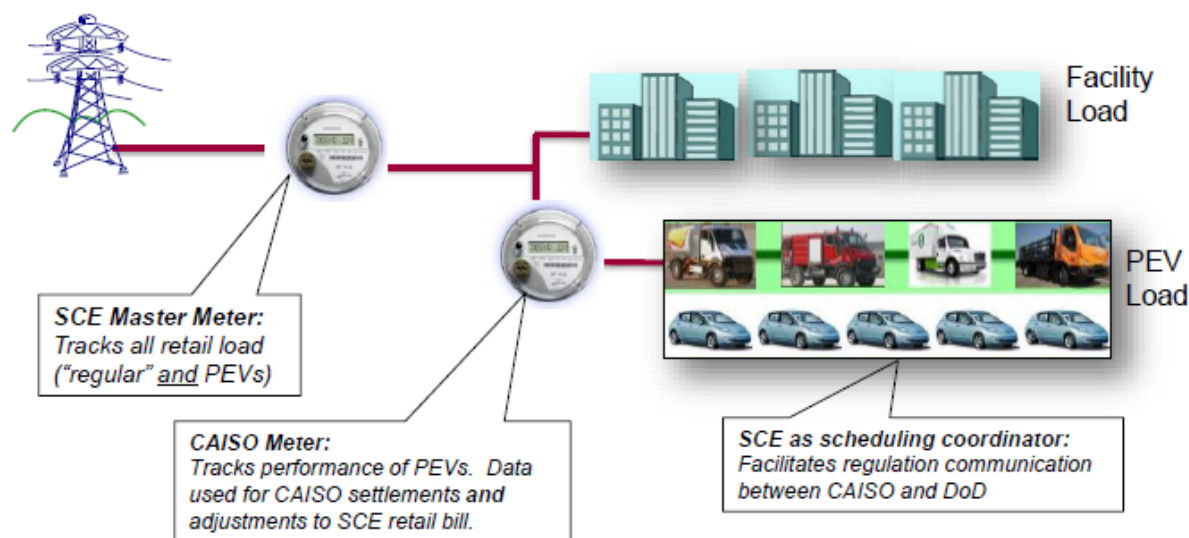 Facility
Load
PEV
Load
SCE Master Meter:
Tracks all retail load
("regular" and PEVs)
CAISO Meter:
Tracks performance of PEVs.  Data
used for CAISO settlements and
adjustments to SCE retail bill.
SCE as scheduling coordinator:
Facilitates regulation communication
between CAISO and DoD